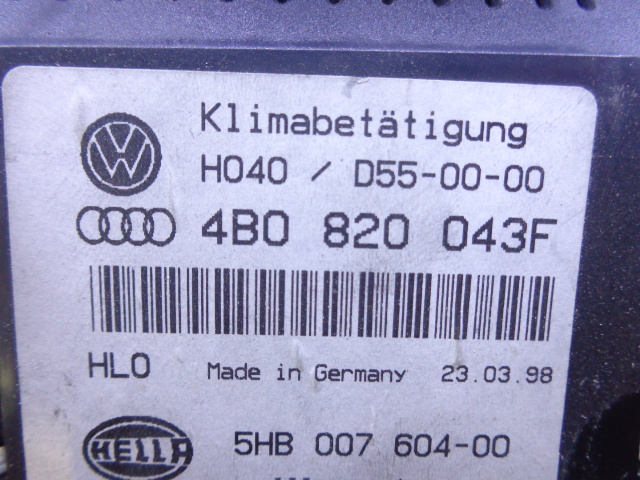 Klimabetätigung
H040 / D55-00-00
4B0 820 043F
HLO Made in Germany 23.03.98
HELLA 5HB 007 604-00